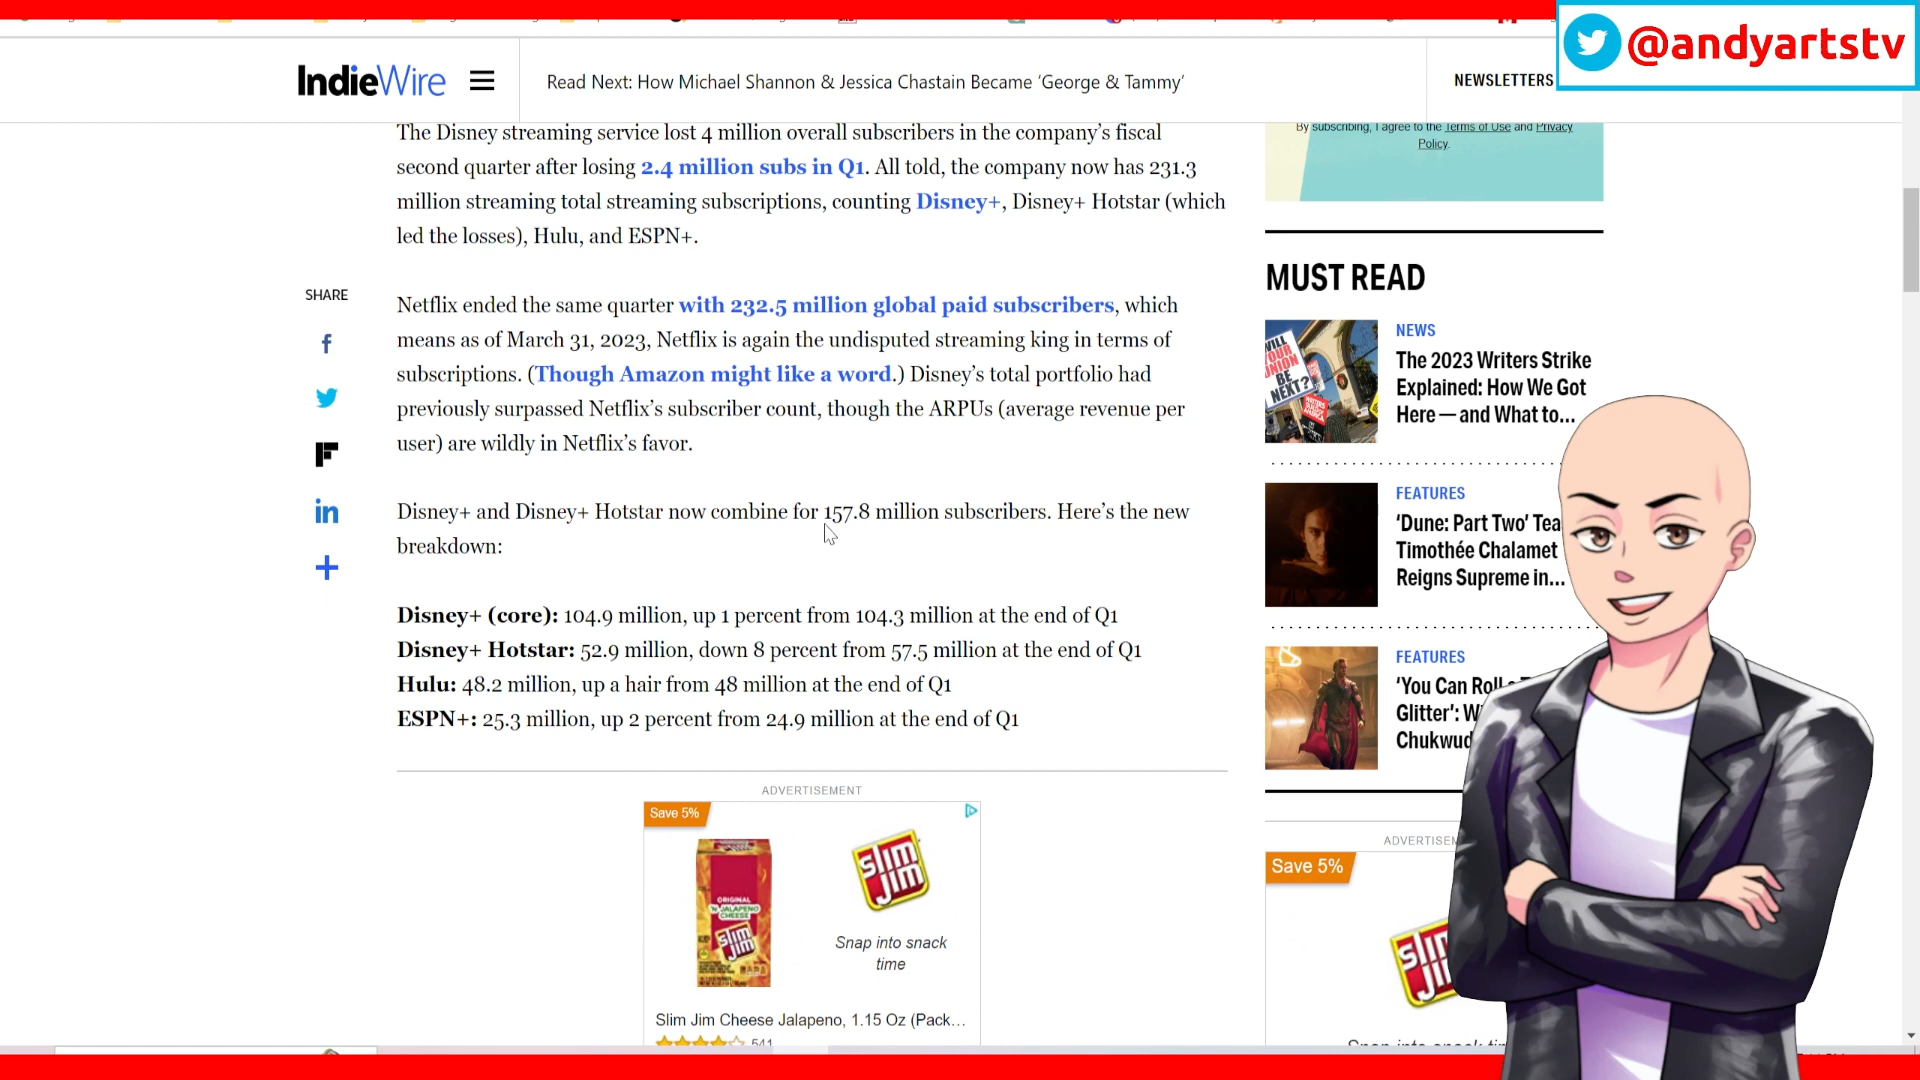 @andyartstv
IndieWire
Read Next: How Michael Shannon & Jessica Chastain Became ‘George & Tammy’
NEWSLETTERS
The Disney streaming service lost 4 million overall subscribers in the company’s fiscal
second quarter after losing 2.4 million subs in Q1. All told, the company now has 231.3
million streaming total streaming subscriptions, counting Disney+, Disney+ Hotstar (which
led the losses), Hulu, and ESPN+.
SHARE
Netflix ended the same quarter with 232.5 million global paid subscribers, which
means as of March 31, 2023, Netflix is again the undisputed streaming king in terms of
subscriptions. (Though Amazon might like a word.) Disney’s total portfolio had
previously surpassed Netflix’s subscriber count, though the ARPUs (average revenue per
user) are wildly in Netflix’s favor.
Disney+ and Disney+ Hotstar now combine for 157.8 million subscribers. Here’s the new
breakdown:
Disney+ (core): 104.9 million, up 1 percent from 104.3 million at the end of Q1
Disney+ Hotstar: 52.9 million, down 8 percent from 57.5 million at the end of Q1
Hulu: 48.2 million, up a hair from 48 million at the end of Q1
ESPN+: 25.3 million, up 2 percent from 24.9 million at the end of Q1
ADVERTISEMENT
Save 5%
ORIGINAL
'N JALAPENO
CHEESE
Slim Jim
Slim Jim
Snap into snack
time
Slim Jim Cheese Jalapeno, 1.15 Oz (Pack...
541
By subscribing, I agree to the Terms of Use and Privacy
Policy.
MUST READ
WILL
YOUR
UNION
BE
NEXT?
NEWS
The 2023 Writers Strike
Explained: How We Got
Here — and What to...
FEATURES
‘Dune: Part Two’ Tea
Timothée Chalamet
Reigns Supreme in...
FEATURES
‘You Can Roll
Glitter’: W
Chukwud
ADVERTISEM
Save 5%
Slim